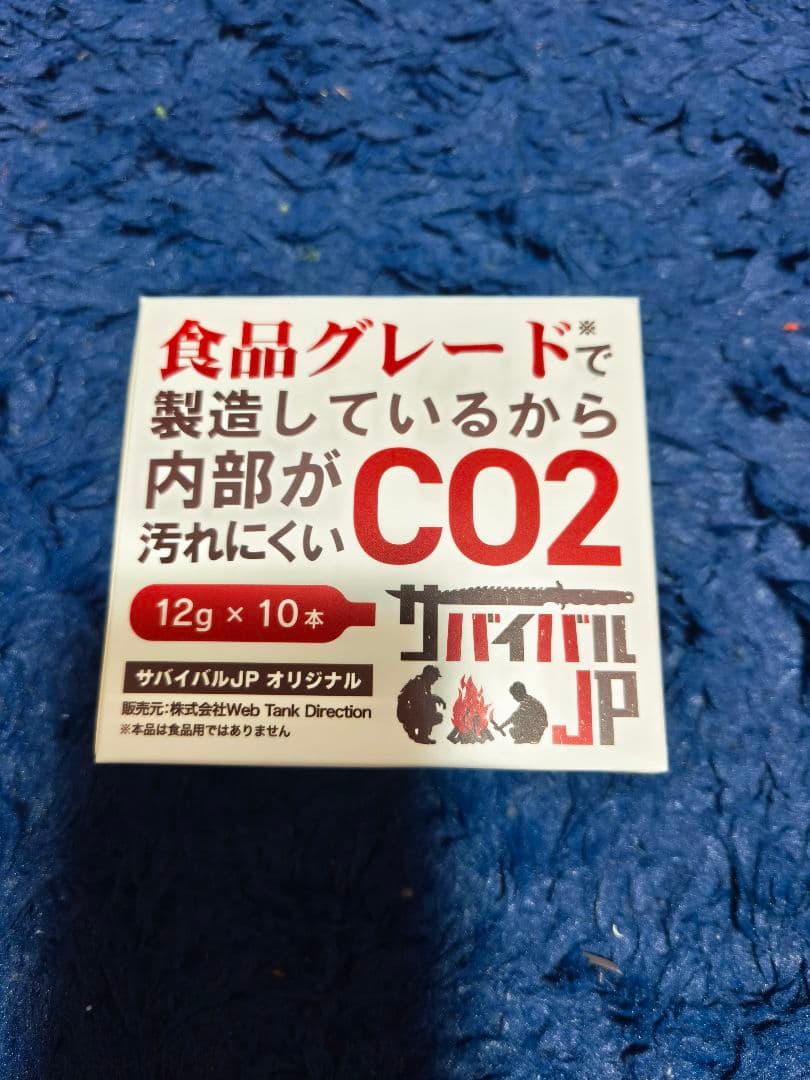 食品グレード※で
製造しているから
内部が
汚れにくい
CO2
12g × 10本
サバイバルJP オリジナル
販売元:株式会社Web Tank Direction
※本品は食品用ではありません
サバイバル
JP